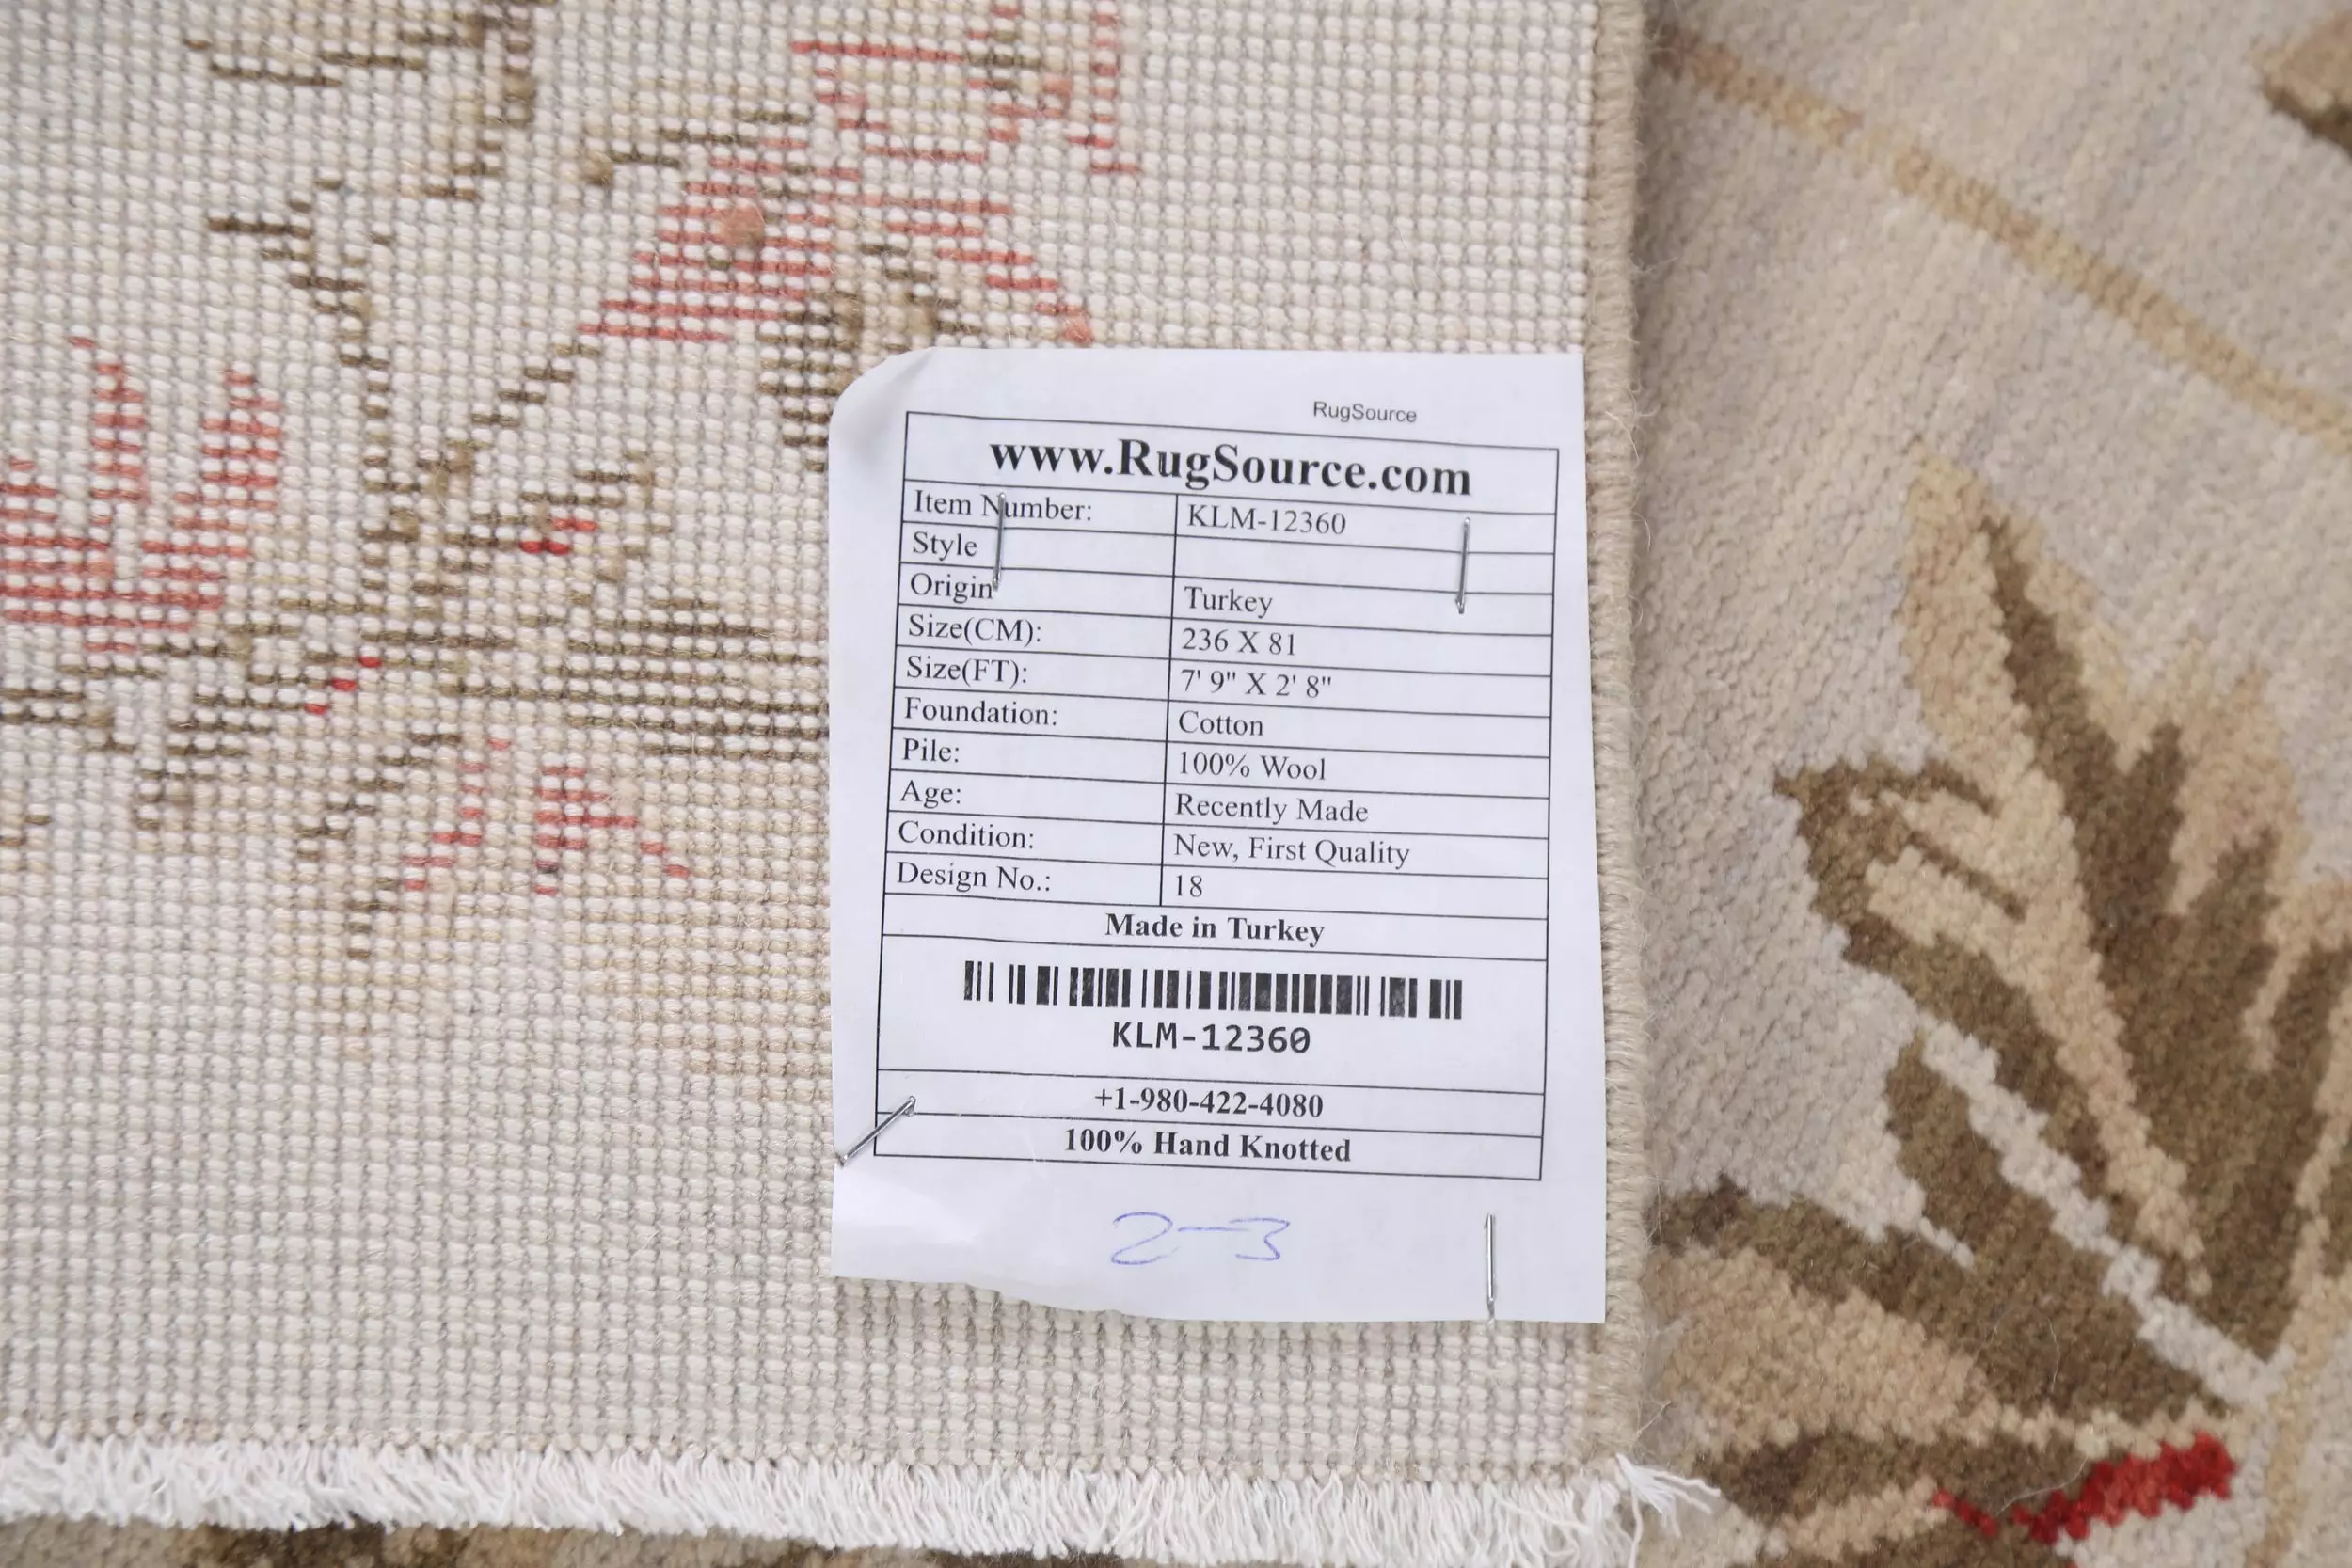 RugSource
www.RugSource.com
Item Number: KLM-12360
Style
Origin Turkey
Size(CM): 236 X 81
Size(FT): 7' 9" X 2' 8"
Foundation: Cotton
Pile: 100% Wool
Age: Recently Made
Condition: New, First Quality
Design No.: 18
Made in Turkey
KLM-12360
+1-980-422-4080
100% Hand Knotted
2-3